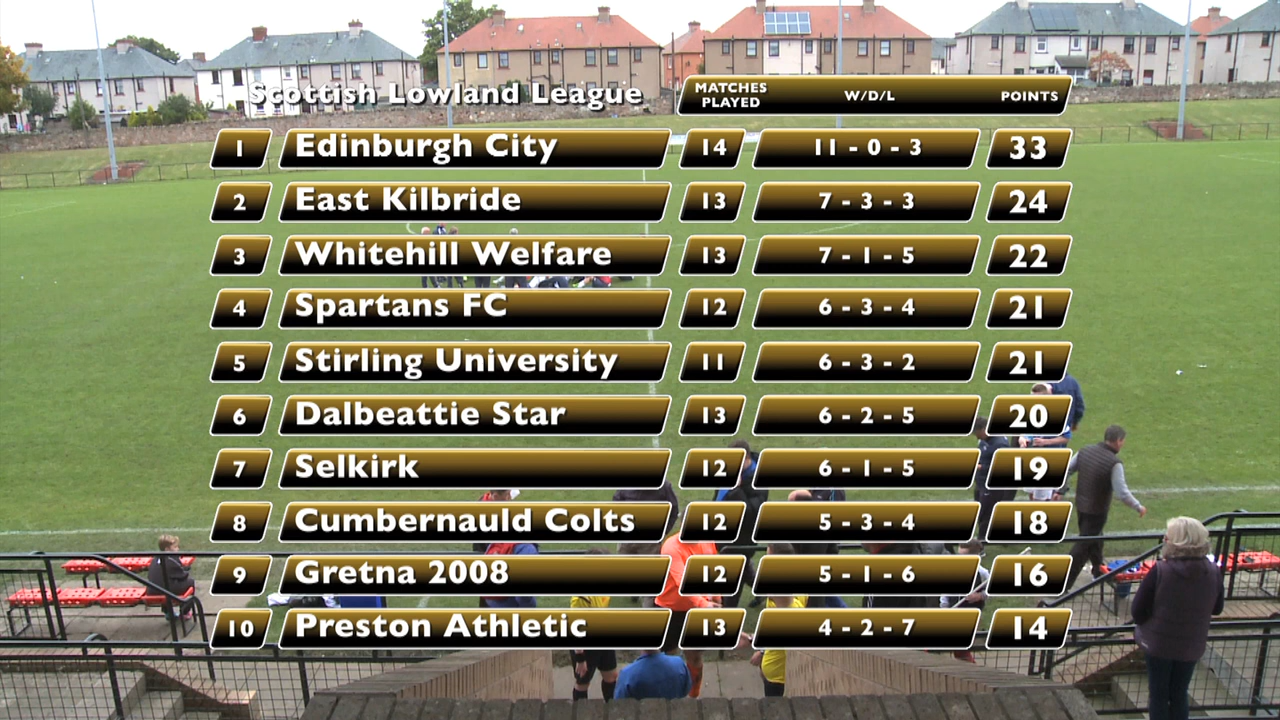 Scottish Lowland League MATCHES PLAYED W/D/L POINTS
1 Edinburgh City 14 11 - 0 - 3 33
2 East Kilbride 13 7 - 3 - 3 24
3 Whitehill Welfare 13 7 - 1 - 5 22
4 Spartans FC 12 6 - 3 - 4 21
5 Stirling University 11 6 - 3 - 2 21
6 Dalbeattie Star 13 6 - 2 - 5 20
7 Selkirk 12 6 - 1 - 5 19
8 Cumbernauld Colts 12 5 - 3 - 4 18
9 Gretna 2008 12 5 - 1 - 6 16
10 Preston Athletic 13 4 - 2 - 7 14